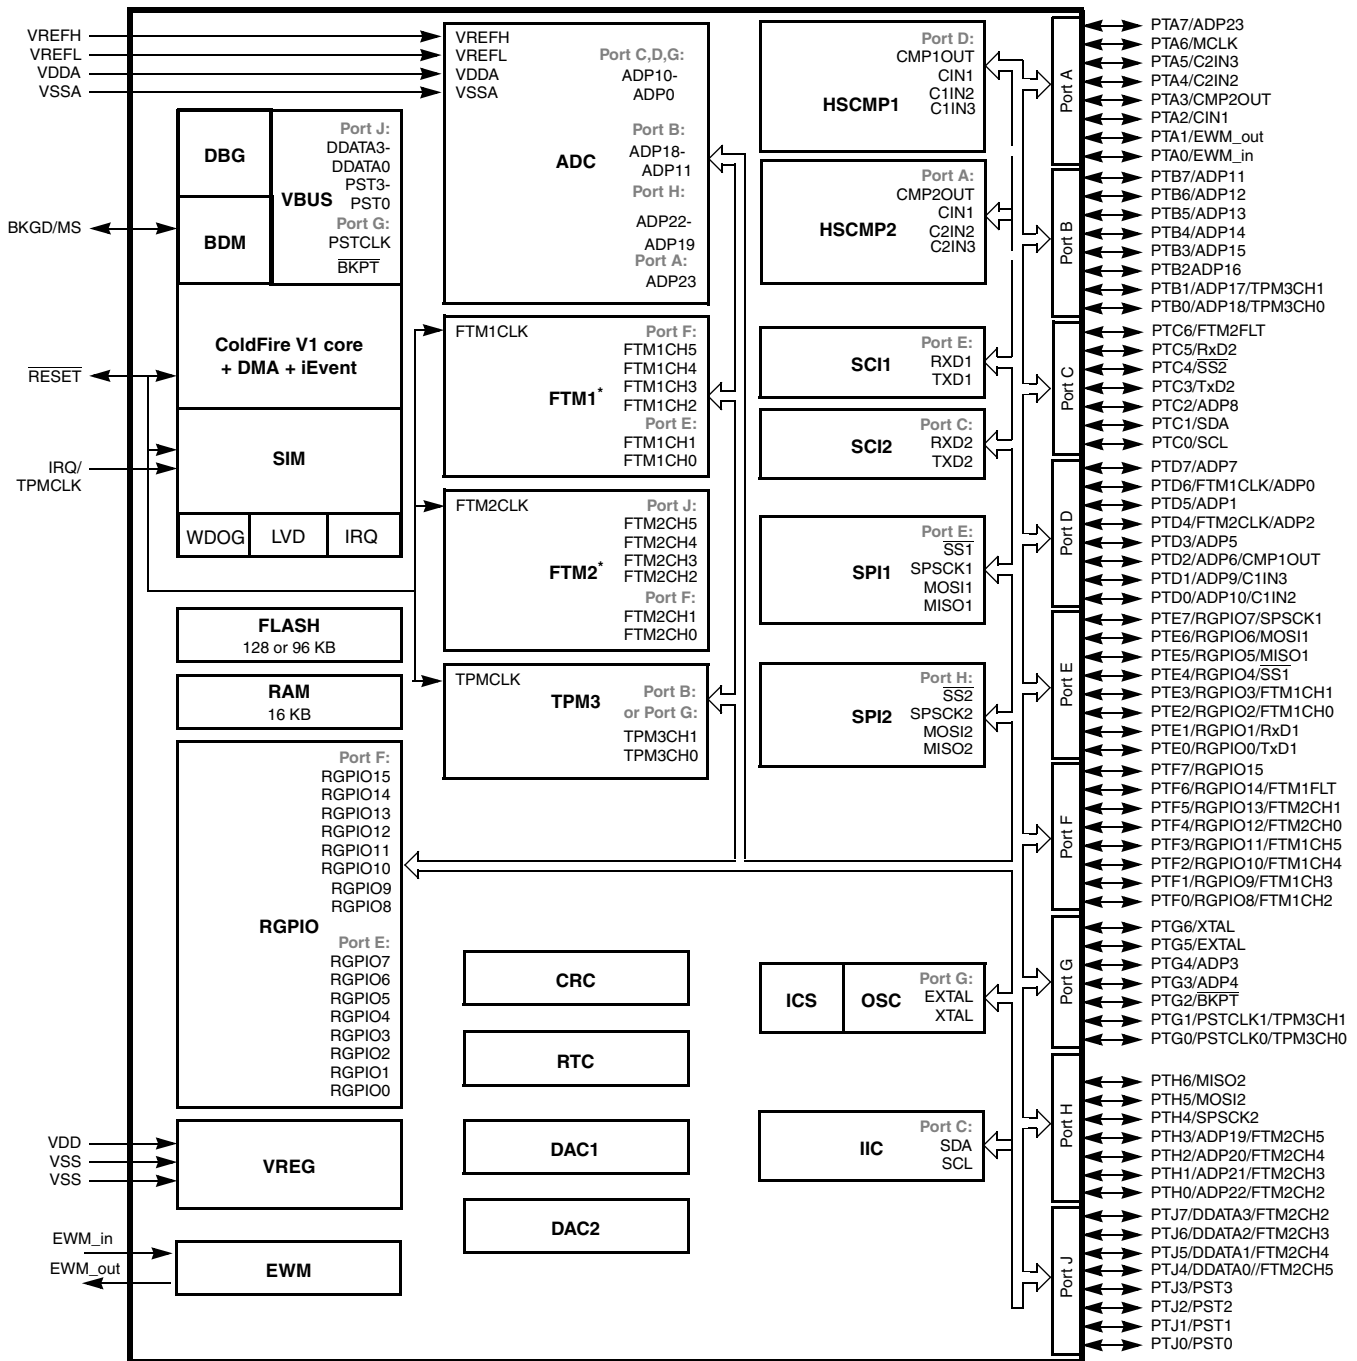 VREFH
VREFL
VDDA
VSSA
BKGD/MS
RESET
IRQ/
TPMCLK
VDD
VSS
VSS
EWM_in
EWM_out
DBG
BDM
VBUS
Port J:
DDATA3-
DDATA0
PST3-
PST0
Port G:
PSTCLK
BKPT
ColdFire V1 core
+ DMA + iEvent
SIM
WDOG
LVD
IRQ
FLASH
128 or 96 KB
RAM
16 KB
RGPIO
Port F:
RGPIO15
RGPIO14
RGPIO13
RGPIO12
RGPIO11
RGPIO10
RGPIO9
RGPIO8
Port E:
RGPIO7
RGPIO6
RGPIO5
RGPIO4
RGPIO3
RGPIO2
RGPIO1
RGPIO0
VREG
EWM
VREFH
VREFL
VDDA
VSSA
ADC
Port C,D,G:
ADP10-
ADP0
Port B:
ADP18-
ADP11
Port H:
ADP22-
ADP19
Port A:
ADP23
FTM1CLK
FTM1*
Port F:
FTM1CH5
FTM1CH4
FTM1CH3
FTM1CH2
Port E:
FTM1CH1
FTM1CH0
FTM2CLK
FTM2*
Port J:
FTM2CH5
FTM2CH4
FTM2CH3
FTM2CH2
Port F:
FTM2CH1
FTM2CH0
TPMCLK
TPM3
Port B:
or Port G:
TPM3CH1
TPM3CH0
CRC
RTC
DAC1
DAC2
HSCMP1
Port D:
CMP1OUT
CIN1
C1IN2
C1IN3
HSCMP2
Port A:
CMP2OUT
CIN1
C2IN2
C2IN3
SCI1
Port E:
RXD1
TXD1
SCI2
Port C:
RXD2
TXD2
SPI1
Port E:
SS1
SPSCK1
MOSI1
MISO1
SPI2
Port H:
SS2
SPSCK2
MOSI2
MISO2
ICS
OSC
Port G:
EXTAL
XTAL
IIC
Port C:
SDA
SCL
Port A
PTA7/ADP23
PTA6/MCLK
PTA5/C2IN3
PTA4/C2IN2
PTA3/CMP2OUT
PTA2/CIN1
PTA1/EWM_out
PTA0/EWM_in
Port B
PTB7/ADP11
PTB6/ADP12
PTB5/ADP13
PTB4/ADP14
PTB3/ADP15
PTB2ADP16
PTB1/ADP17/TPM3CH1
PTB0/ADP18/TPM3CH0
Port C
PTC6/FTM2FLT
PTC5/RxD2
PTC4/SS2
PTC3/TxD2
PTC2/ADP8
PTC1/SDA
PTC0/SCL
Port D
PTD7/ADP7
PTD6/FTM1CLK/ADP0
PTD5/ADP1
PTD4/FTM2CLK/ADP2
PTD3/ADP5
PTD2/ADP6/CMP1OUT
PTD1/ADP9/C1IN3
PTD0/ADP10/C1IN2
Port E
PTE7/RGPIO7/SPSCK1
PTE6/RGPIO6/MOSI1
PTE5/RGPIO5/MISO1
PTE4/RGPIO4/SS1
PTE3/RGPIO3/FTM1CH1
PTE2/RGPIO2/FTM1CH0
PTE1/RGPIO1/RxD1
PTE0/RGPIO0/TxD1
Port F
PTF7/RGPIO15
PTF6/RGPIO14/FTM1FLT
PTF5/RGPIO13/FTM2CH1
PTF4/RGPIO12/FTM2CH0
PTF3/RGPIO11/FTM1CH5
PTF2/RGPIO10/FTM1CH4
PTF1/RGPIO9/FTM1CH3
PTF0/RGPIO8/FTM1CH2
Port G
PTG6/XTAL
PTG5/EXTAL
PTG4/ADP3
PTG3/ADP4
PTG2/BKPT
PTG1/PSTCLK1/TPM3CH1
PTG0/PSTCLK0/TPM3CH0
Port H
PTH6/MISO2
PTH5/MOSI2
PTH4/SPSCK2
PTH3/ADP19/FTM2CH5
PTH2/ADP20/FTM2CH4
PTH1/ADP21/FTM2CH3
PTH0/ADP22/FTM2CH2
Port J
PTJ7/DDATA3/FTM2CH2
PTJ6/DDATA2/FTM2CH3
PTJ5/DDATA1/FTM2CH4
PTJ4/DDATA0//FTM2CH5
PTJ3/PST3
PTJ2/PST2
PTJ1/PST1
PTJ0/PST0